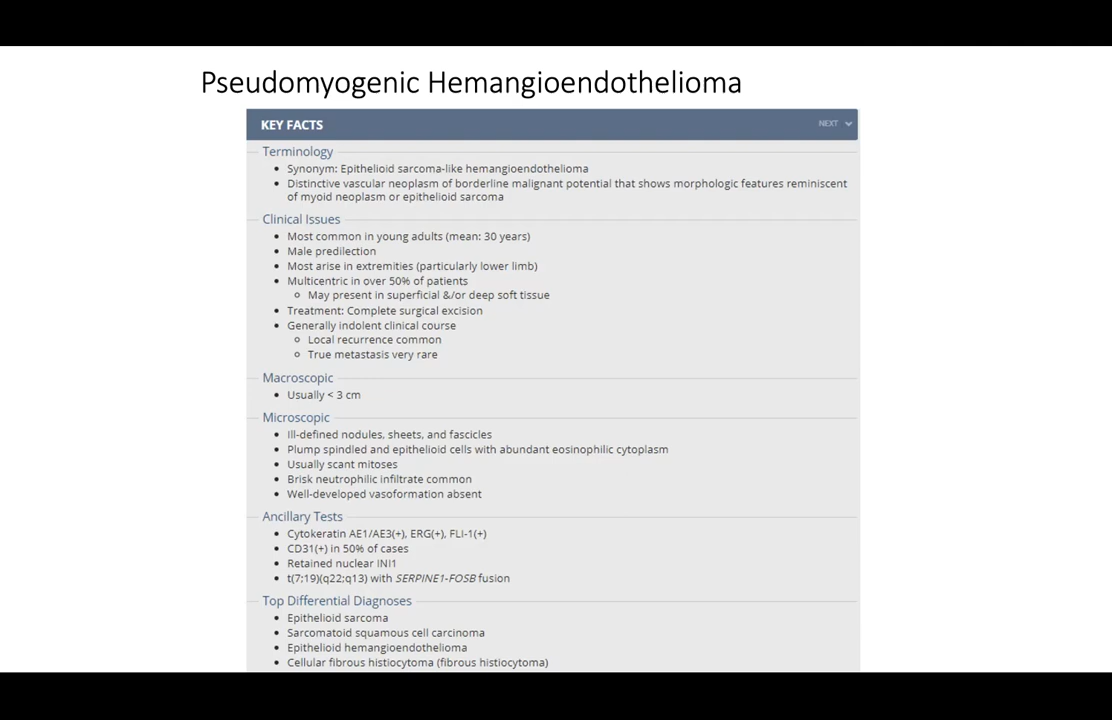 Pseudomyogenic Hemangioendothelioma
KEY FACTS
NEXT
Terminology
• Synonym: Epithelioid sarcoma-like hemangioendothelioma
• Distinctive vascular neoplasm of borderline malignant potential that shows morphologic features reminiscent
of myoid neoplasm or epithelioid sarcoma
Clinical Issues
• Most common in young adults (mean: 30 years)
• Male predilection
• Most arise in extremities (particularly lower limb)
• Multicentric in over 50% of patients
○ May present in superficial &/or deep soft tissue
• Treatment: Complete surgical excision
• Generally indolent clinical course
○ Local recurrence common
○ True metastasis very rare
Macroscopic
• Usually < 3 cm
Microscopic
• Ill-defined nodules, sheets, and fascicles
• Plump spindled and epithelioid cells with abundant eosinophilic cytoplasm
• Usually scant mitoses
• Brisk neutrophilic infiltrate common
• Well-developed vasoformation absent
Ancillary Tests
• Cytokeratin AE1/AE3(+), ERG(+), FLI-1(+)
• CD31(+) in 50% of cases
• Retained nuclear INI1
• t(7;19)(q22;q13) with SERPINE1-FOSB fusion
Top Differential Diagnoses
• Epithelioid sarcoma
• Sarcomatoid squamous cell carcinoma
• Epithelioid hemangioendothelioma
• Cellular fibrous histiocytoma (fibrous histiocytoma)